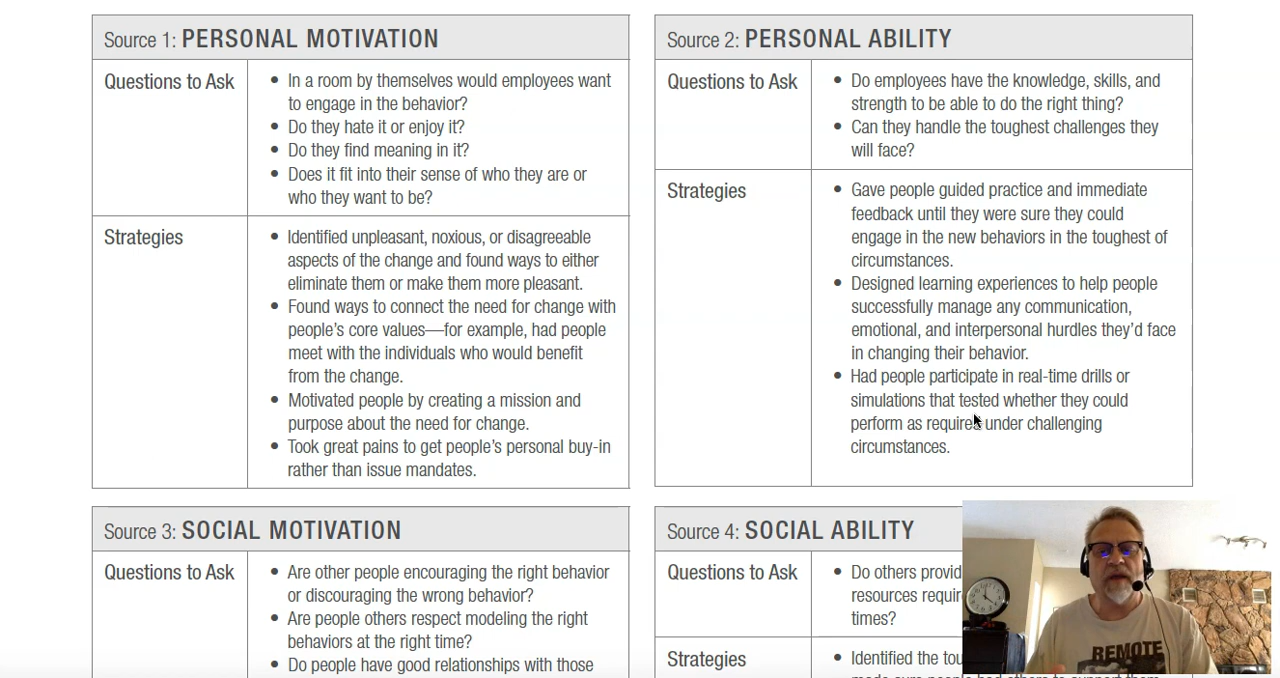 Source 1: PERSONAL MOTIVATION
Questions to Ask
• In a room by themselves would employees want
to engage in the behavior?
• Do they hate it or enjoy it?
• Do they find meaning in it?
• Does it fit into their sense of who they are or
who they want to be?
Strategies
• Identified unpleasant, noxious, or disagreeable
aspects of the change and found ways to either
eliminate them or make them more pleasant.
• Found ways to connect the need for change with
people's core values—for example, had people
meet with the individuals who would benefit
from the change.
• Motivated people by creating a mission and
purpose about the need for change.
• Took great pains to get people's personal buy-in
rather than issue mandates.
Source 2: PERSONAL ABILITY
Questions to Ask
• Do employees have the knowledge, skills, and
strength to be able to do the right thing?
• Can they handle the toughest challenges they
will face?
Strategies
• Gave people guided practice and immediate
feedback until they were sure they could
engage in the new behaviors in the toughest of
circumstances.
• Designed learning experiences to help people
successfully manage any communication,
emotional, and interpersonal hurdles they'd face
in changing their behavior.
• Had people participate in real-time drills or
simulations that tested whether they could
perform as required under challenging
circumstances.
Source 3: SOCIAL MOTIVATION
Questions to Ask
• Are other people encouraging the right behavior
or discouraging the wrong behavior?
• Are people others respect modeling the right
behaviors at the right time?
• Do people have good relationships with those
Source 4: SOCIAL ABILITY
Questions to Ask
• Do others provid
resources requir
times?
Strategies
• Identified the tou
REMOTE